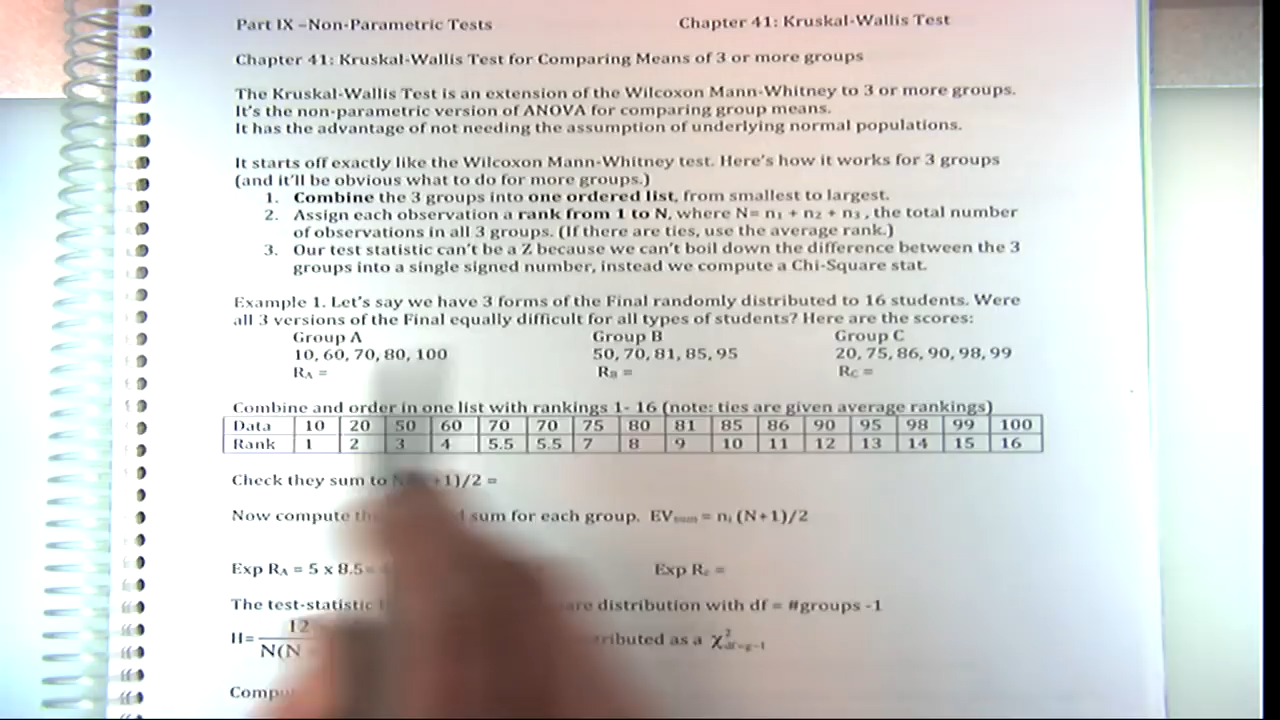 Part IX –Non-Parametric Tests Chapter 41: Kruskal-Wallis Test
Chapter 41: Kruskal-Wallis Test for Comparing Means of 3 or more groups
The Kruskal-Wallis Test is an extension of the Wilcoxon Mann-Whitney to 3 or more groups.
It's the non-parametric version of ANOVA for comparing group means.
It has the advantage of not needing the assumption of underlying normal populations.
It starts off exactly like the Wilcoxon Mann-Whitney test. Here's how it works for 3 groups
(and it'll be obvious what to do for more groups.)
1. Combine the 3 groups into one ordered list, from smallest to largest.
2. Assign each observation a rank from 1 to N, where N= n₁ + n₂ + n₃ , the total number
of observations in all 3 groups. (If there are ties, use the average rank.)
3. Our test statistic can't be a Z because we can't boil down the difference between the 3
groups into a single signed number, instead we compute a Chi-Square stat.
Example 1. Let's say we have 3 forms of the Final randomly distributed to 16 students. Were
all 3 versions of the Final equally difficult for all types of students? Here are the scores:
Group A Group B Group C
10, 60, 70, 80, 100 50, 70, 81, 85, 95 20, 75, 86, 90, 98, 99
R_A = R_B = R_C =
Combine and order in one list with rankings 1- 16 (note: ties are given average rankings)
Data 10 20 50 60 70 70 75 80 81 85 86 90 95 98 99 100
Rank 1 2 3 4 5.5 5.5 7 8 9 10 11 12 13 14 15 16
Check they sum to +1)/2 =
Now compute sum for each group. EV_sum = n_i (N+1)/2
Exp R_A = 5 x 8.5= Exp R_c =
The test-statistic distribution with df = #groups -1
H= 12 N(N as a χ²_df=g-1